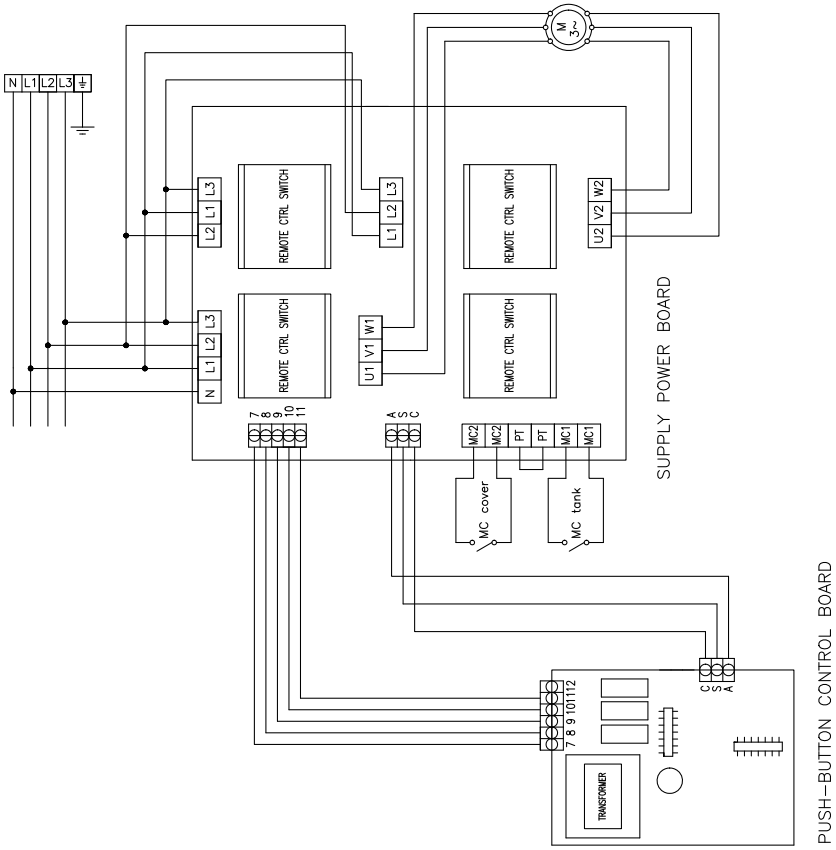 M
3~
N L1 L2 L3
L2 L1 L3
REMOTE CTRL SWITCH
L1 L2 L3
REMOTE CTRL SWITCH
U2 V2 W2
N L1 L2 L3
REMOTE CTRL SWITCH
U1 V1 W1
REMOTE CTRL SWITCH
7
8
9
10
11
A
S
C
MC2
MC2
PT
PT
MC1
MC1
MC cover
MC tank
SUPPLY POWER BOARD
7 8 9 10 11 12
C
S
A
TRANSFORMER
PUSH-BUTTON CONTROL BOARD